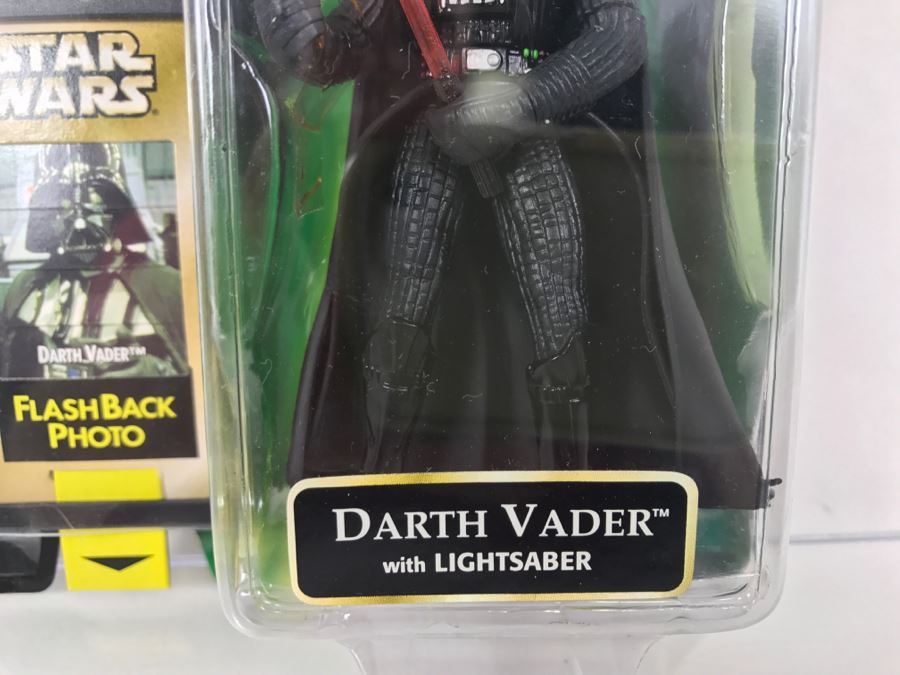 STAR
WARS
DARTH VADER™
FLASHBACK
PHOTO
DARTH VADER™
with LIGHTSABER